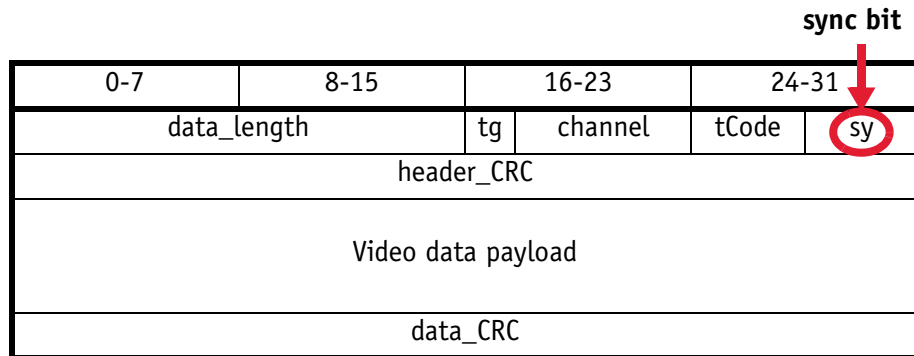 sync bit
0-7 8-15 16-23 24-31
data_length tg channel tCode sy
header_CRC
Video data payload
data_CRC